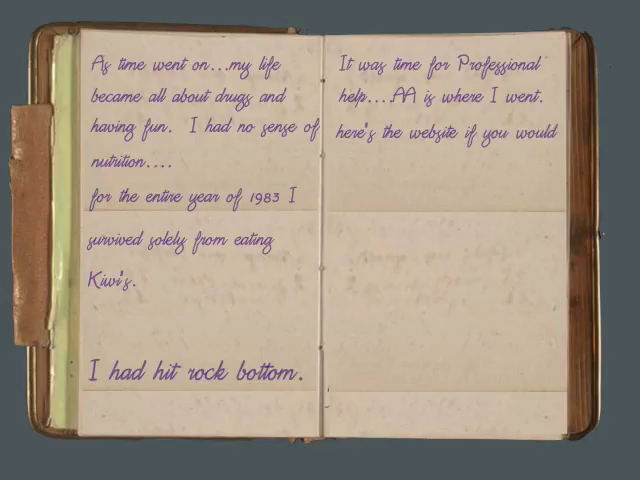 As time went on...my life
became all about drugs and
having fun. I had no sense of
nutrition....
for the entire year of 1983 I
survived solely from eating
Kiwi's.
I had hit rock bottom.
It was time for Professional
help....AA is where I went.
here's the website if you would